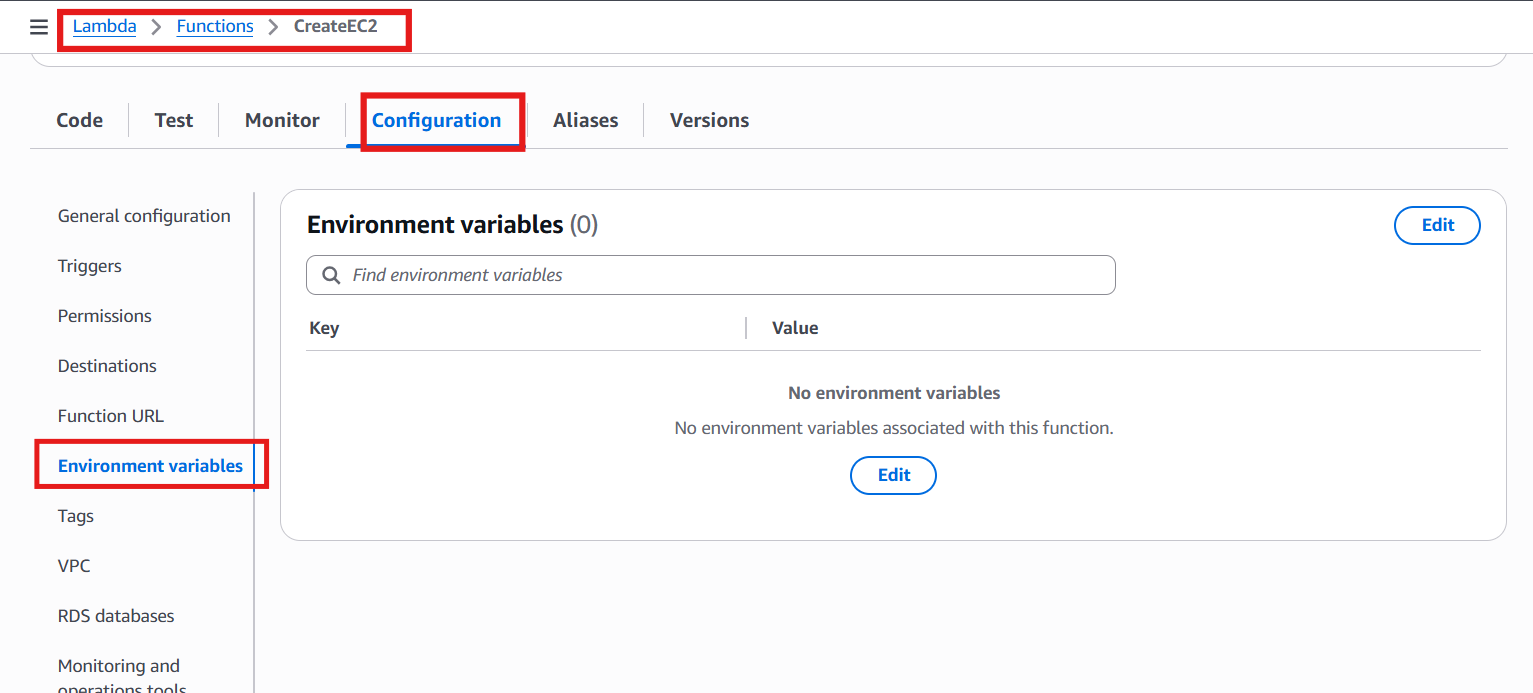 Lambda > Functions > CreateEC2
Code Test Monitor Configuration Aliases Versions
General configuration
Triggers
Permissions
Destinations
Function URL
Environment variables
Tags
VPC
RDS databases
Monitoring and
operations tools
Environment variables (0)
Edit
Find environment variables
Key Value
No environment variables
No environment variables associated with this function.
Edit